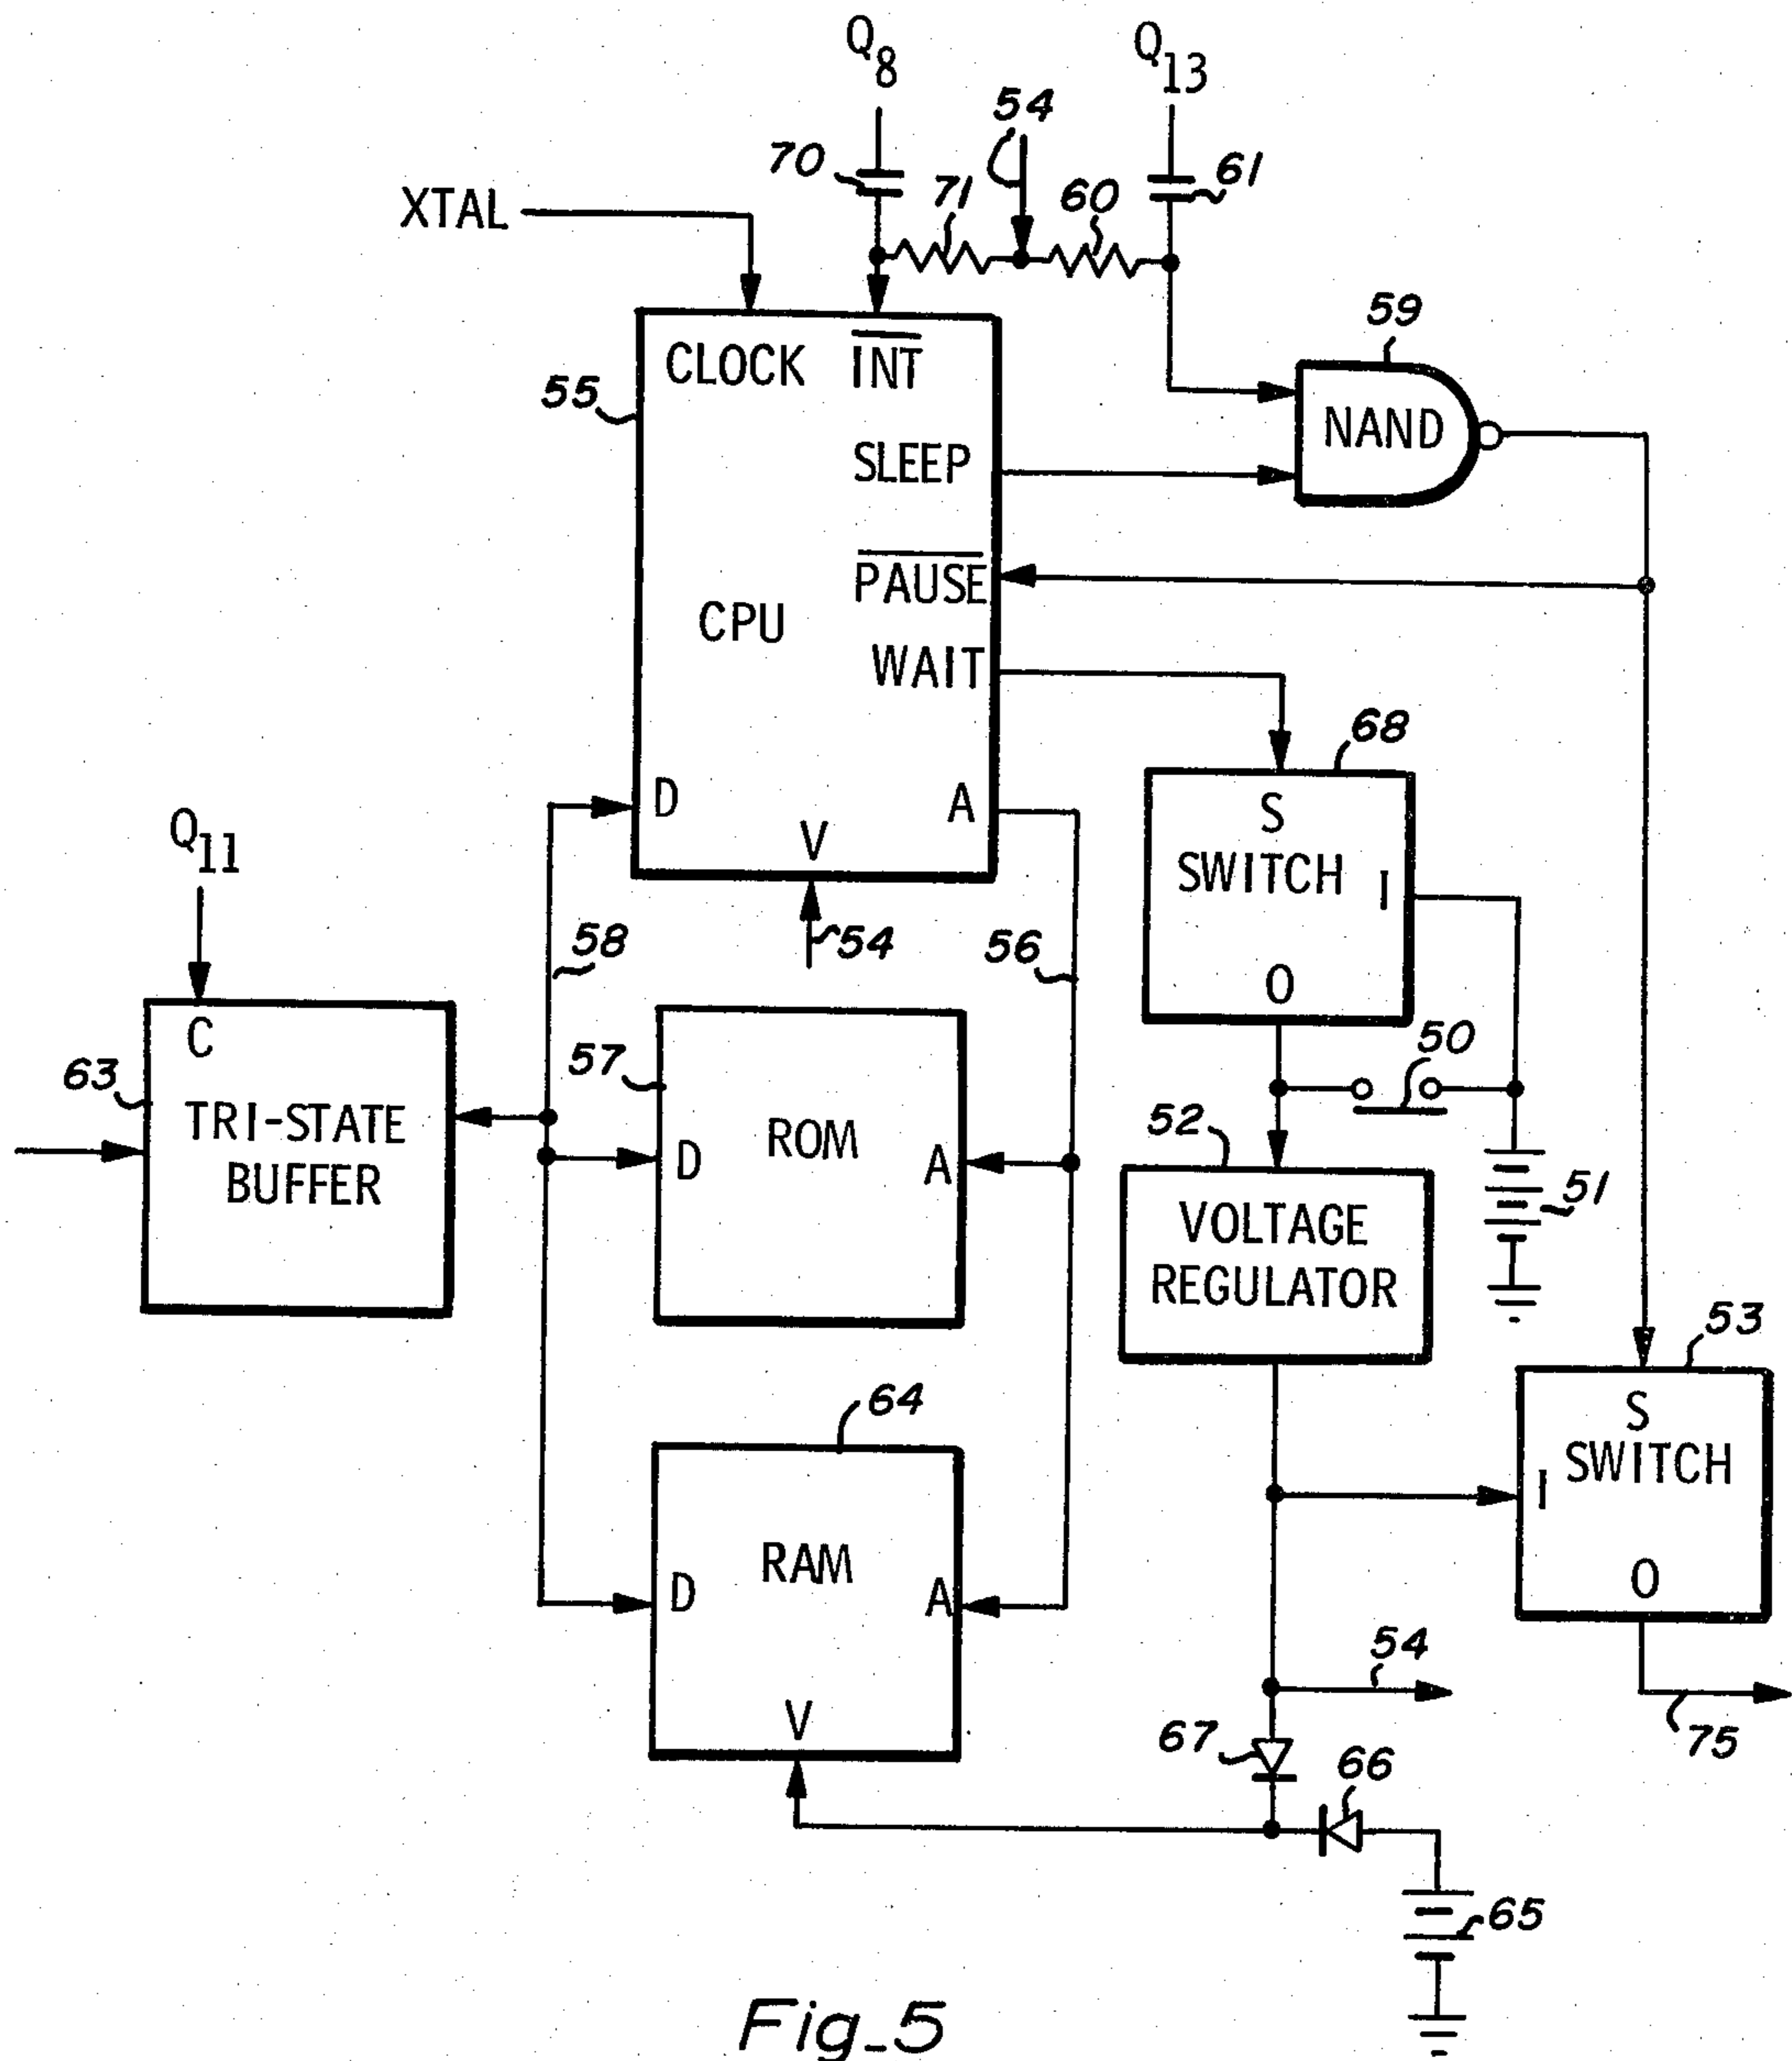 Q8
Q13
54
70
71
60
61
XTAL
59
CLOCK INT
NAND
55
SLEEP
PAUSE
CPU
WAIT
68
D
A
V
S
SWITCH
I
O
Q11
58
54
56
50
C
63
TRI-STATE
BUFFER
57
ROM
D
A
52
51
VOLTAGE
REGULATOR
53
S
SWITCH
I
O
64
RAM
D
A
V
54
75
67
66
65
Fig_5